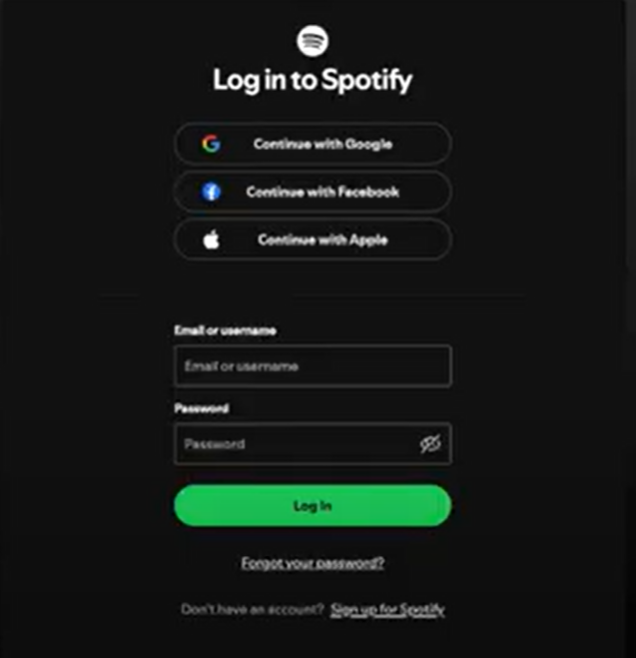 Log in to Spotify
Continue with Google
Continue with Facebook
Continue with Apple
Email or username
Email or username
Password
Password
Log In
Forgot your password?
Don't have an account? Sign up for Spotify